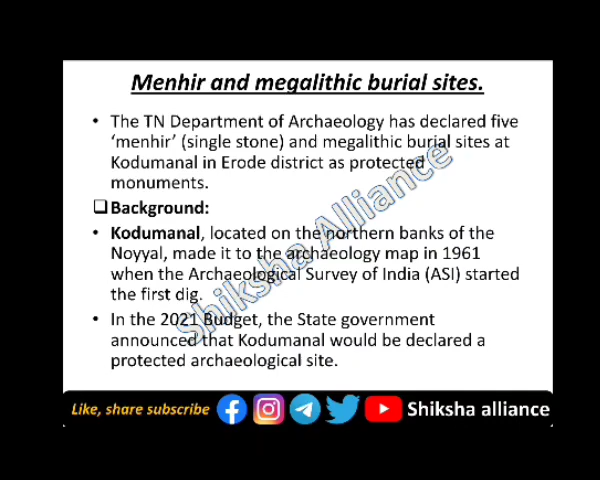 Menhir and megalithic burial sites.
• The TN Department of Archaeology has declared five
'menhir' (single stone) and megalithic burial sites at
Kodumanal in Erode district as protected
monuments.
❑Background:
• Kodumanal, located on the northern banks of the
Noyyal, made it to the archaeology map in 1961
when the Archaeological Survey of India (ASI) started
the first dig.
• In the 2021 Budget, the State government
announced that Kodumanal would be declared a
protected archaeological site.
Shiksha Alliance
Like, share subscribe Shiksha alliance